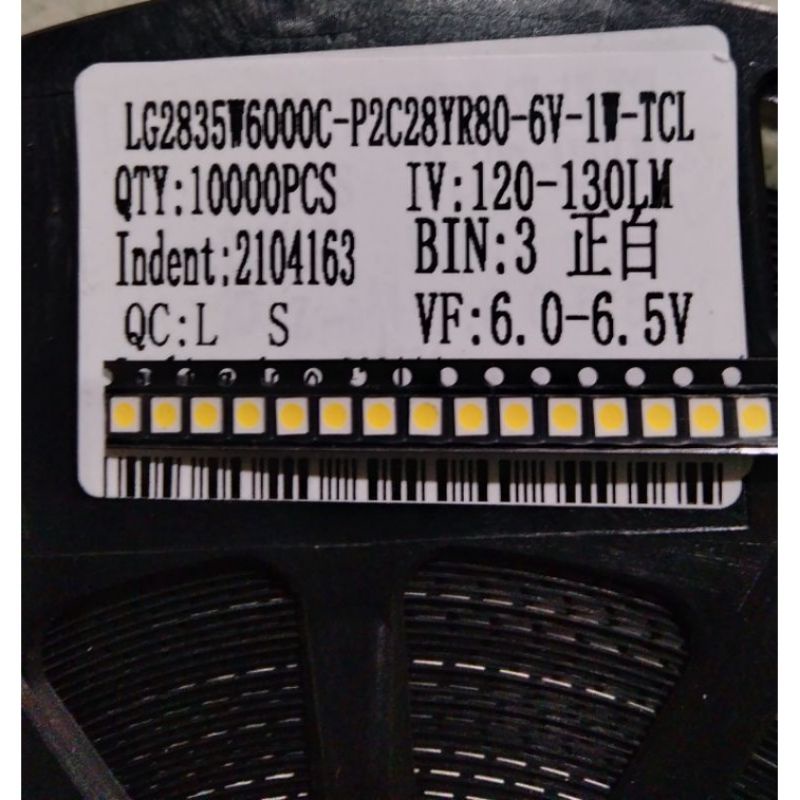 LG2835W6000C-P2C28YR80-6V-1W-TCL
QTY:10000PCS IV:120-130LM
Indent:2104163 BIN:3 正白
QC:L S VF:6.0-6.5V